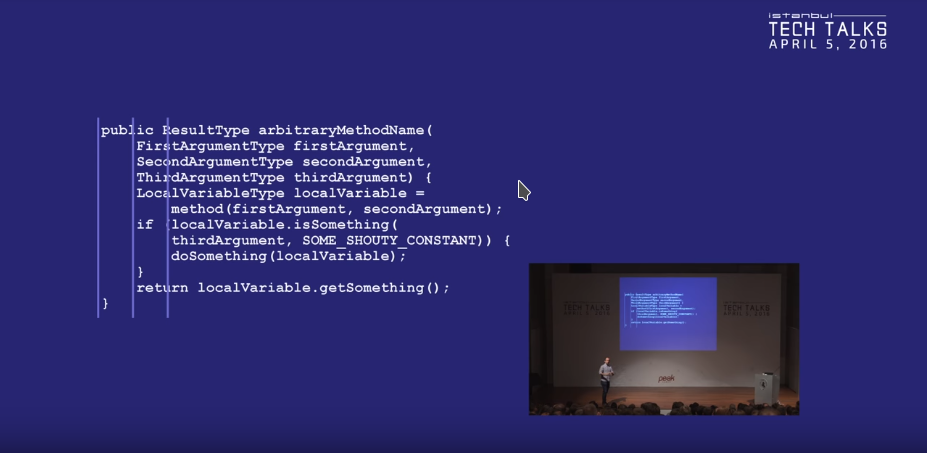 istanbul
TECH TALKS
APRIL 5, 2016
public ResultType arbitraryMethodName(
FirstArgumentType firstArgument,
SecondArgumentType secondArgument,
ThirdArgumentType thirdArgument) {
LocalVariableType localVariable =
method(firstArgument, secondArgument);
if (localVariable.isSomething(
thirdArgument, SOME_SHOUTY_CONSTANT)) {
doSomething(localVariable);
}
return localVariable.getSomething();
}
TECH TALKS
APRIL 5, 2016
TECH TALKS
APRIL 5, 2016
peak